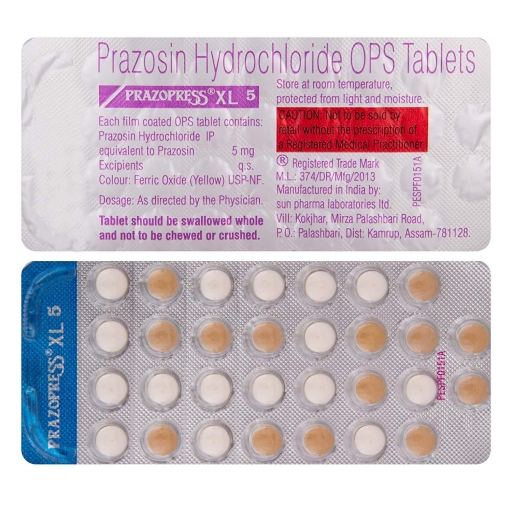 Prazosin Hydrochloride OPS Tablets
PRAZOPRESS® XL 5
Each film coated OPS tablet contains:
Prazosin Hydrochloride IP
equivalent to Prazosin 5 mg
Excipients q.s.
Colour: Ferric Oxide (Yellow) USP-NF.
Dosage: As directed by the Physician.
Tablet should be swallowed whole
and not to be chewed or crushed.
Store at room temperature,
protected from light and moisture.
CAUTION: Not to be sold by
retail without the prescription of
a Registered Medical Practitioner.
® Registered Trade Mark
M.L.: 374/DR/Mfg/2013
Manufactured in India by:
sun pharma laboratories ltd.
Vill: Kokjhar, Mirza Palashbari Road,
P.O.: Palashbari, Dist: Kamrup, Assam-781128.
PESPF0151A
PRAZOPRESS® XL 5
PESPF0151A